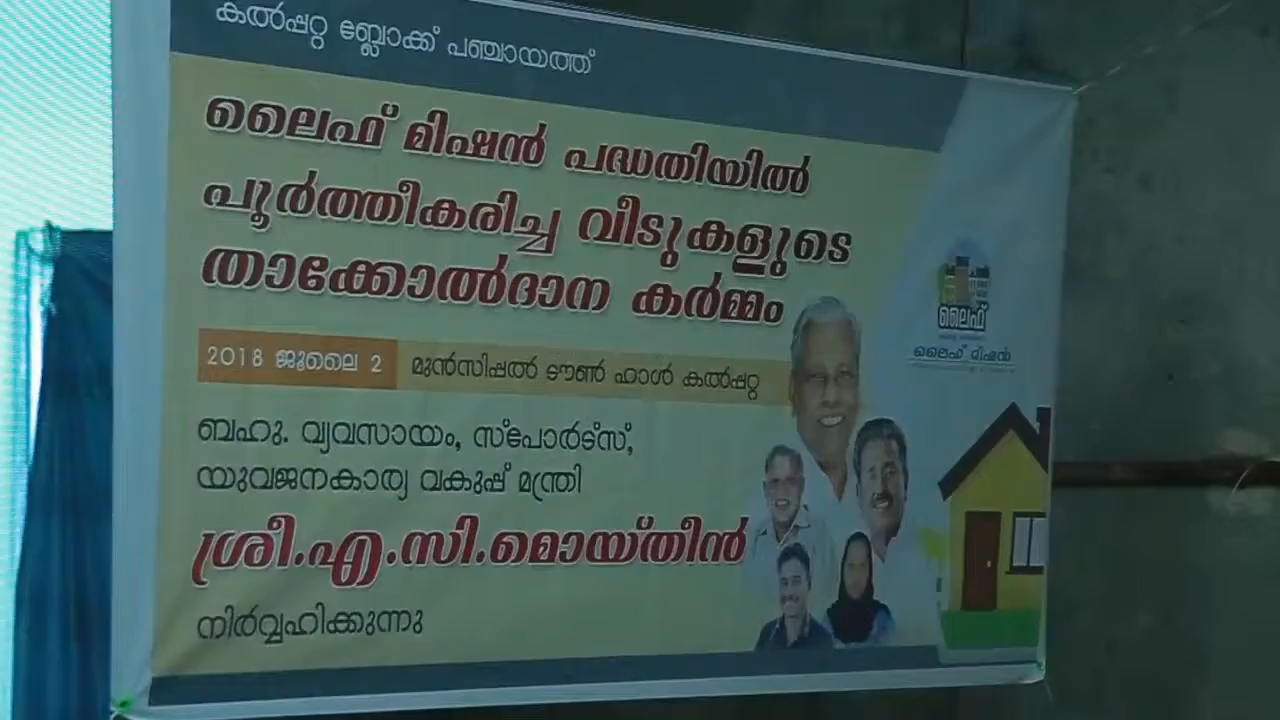 കൽപ്പറ്റ ബ്ലോക്ക് പഞ്ചായത്ത്
ലൈഫ് മിഷൻ പദ്ധതിയിൽ
പൂർത്തീകരിച്ച വീടുകളുടെ
താക്കോൽദാന കർമ്മം
2018 ജൂലൈ 2 മുൻസിപ്പൽ ടൗൺ ഹാൾ കൽപ്പറ്റ
ബഹു. വ്യവസായം, സ്പോർട്സ്,
യുവജനകാര്യ വകുപ്പ് മന്ത്രി
ശ്രീ.എ.സി.മൊയ്തീൻ
നിർവ്വഹിക്കുന്നു
ലൈഫ്
ലൈഫ് മിഷൻ